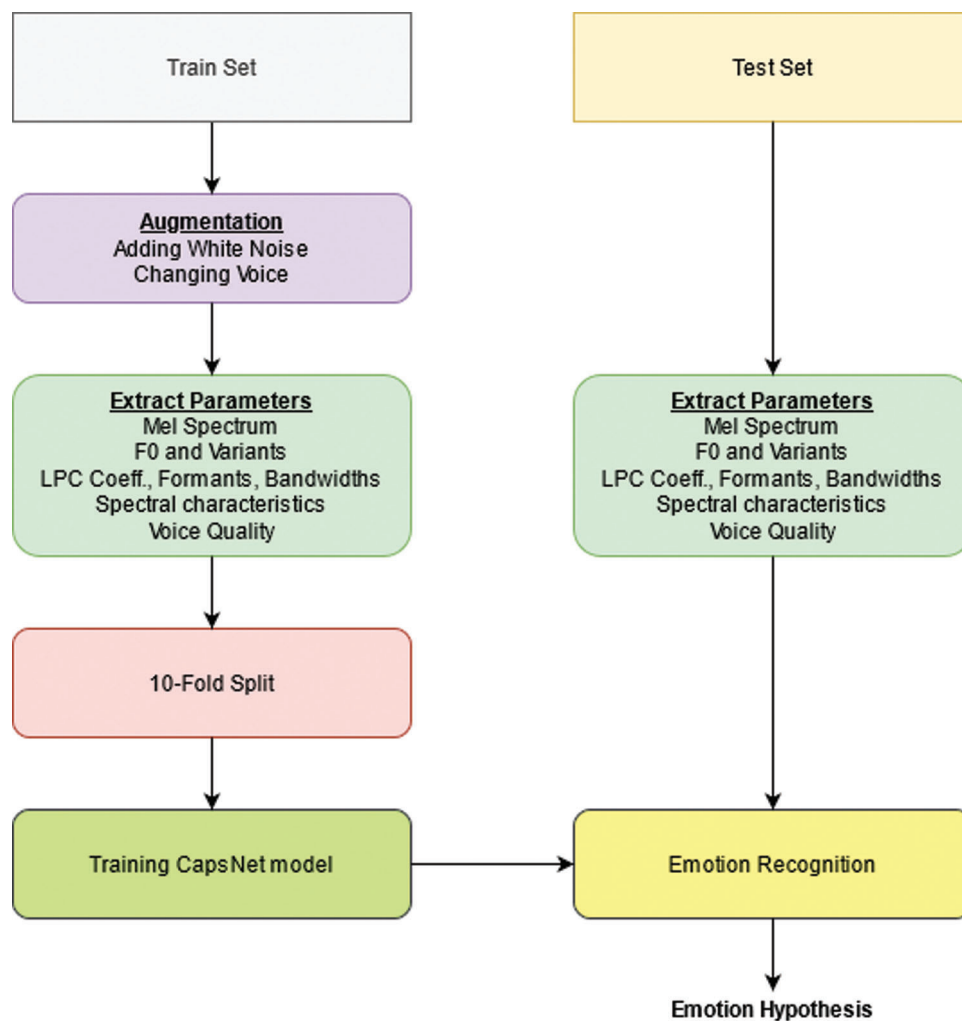 Train Set
Test Set
Augmentation
Adding White Noise
Changing Voice
Extract Parameters
Mel Spectrum
F0 and Variants
LPC Coeff., Formants, Bandwidths
Spectral characteristics
Voice Quality
Extract Parameters
Mel Spectrum
F0 and Variants
LPC Coeff., Formants, Bandwidths
Spectral characteristics
Voice Quality
10-Fold Split
Training CapsNet model
Emotion Recognition
Emotion Hypothesis